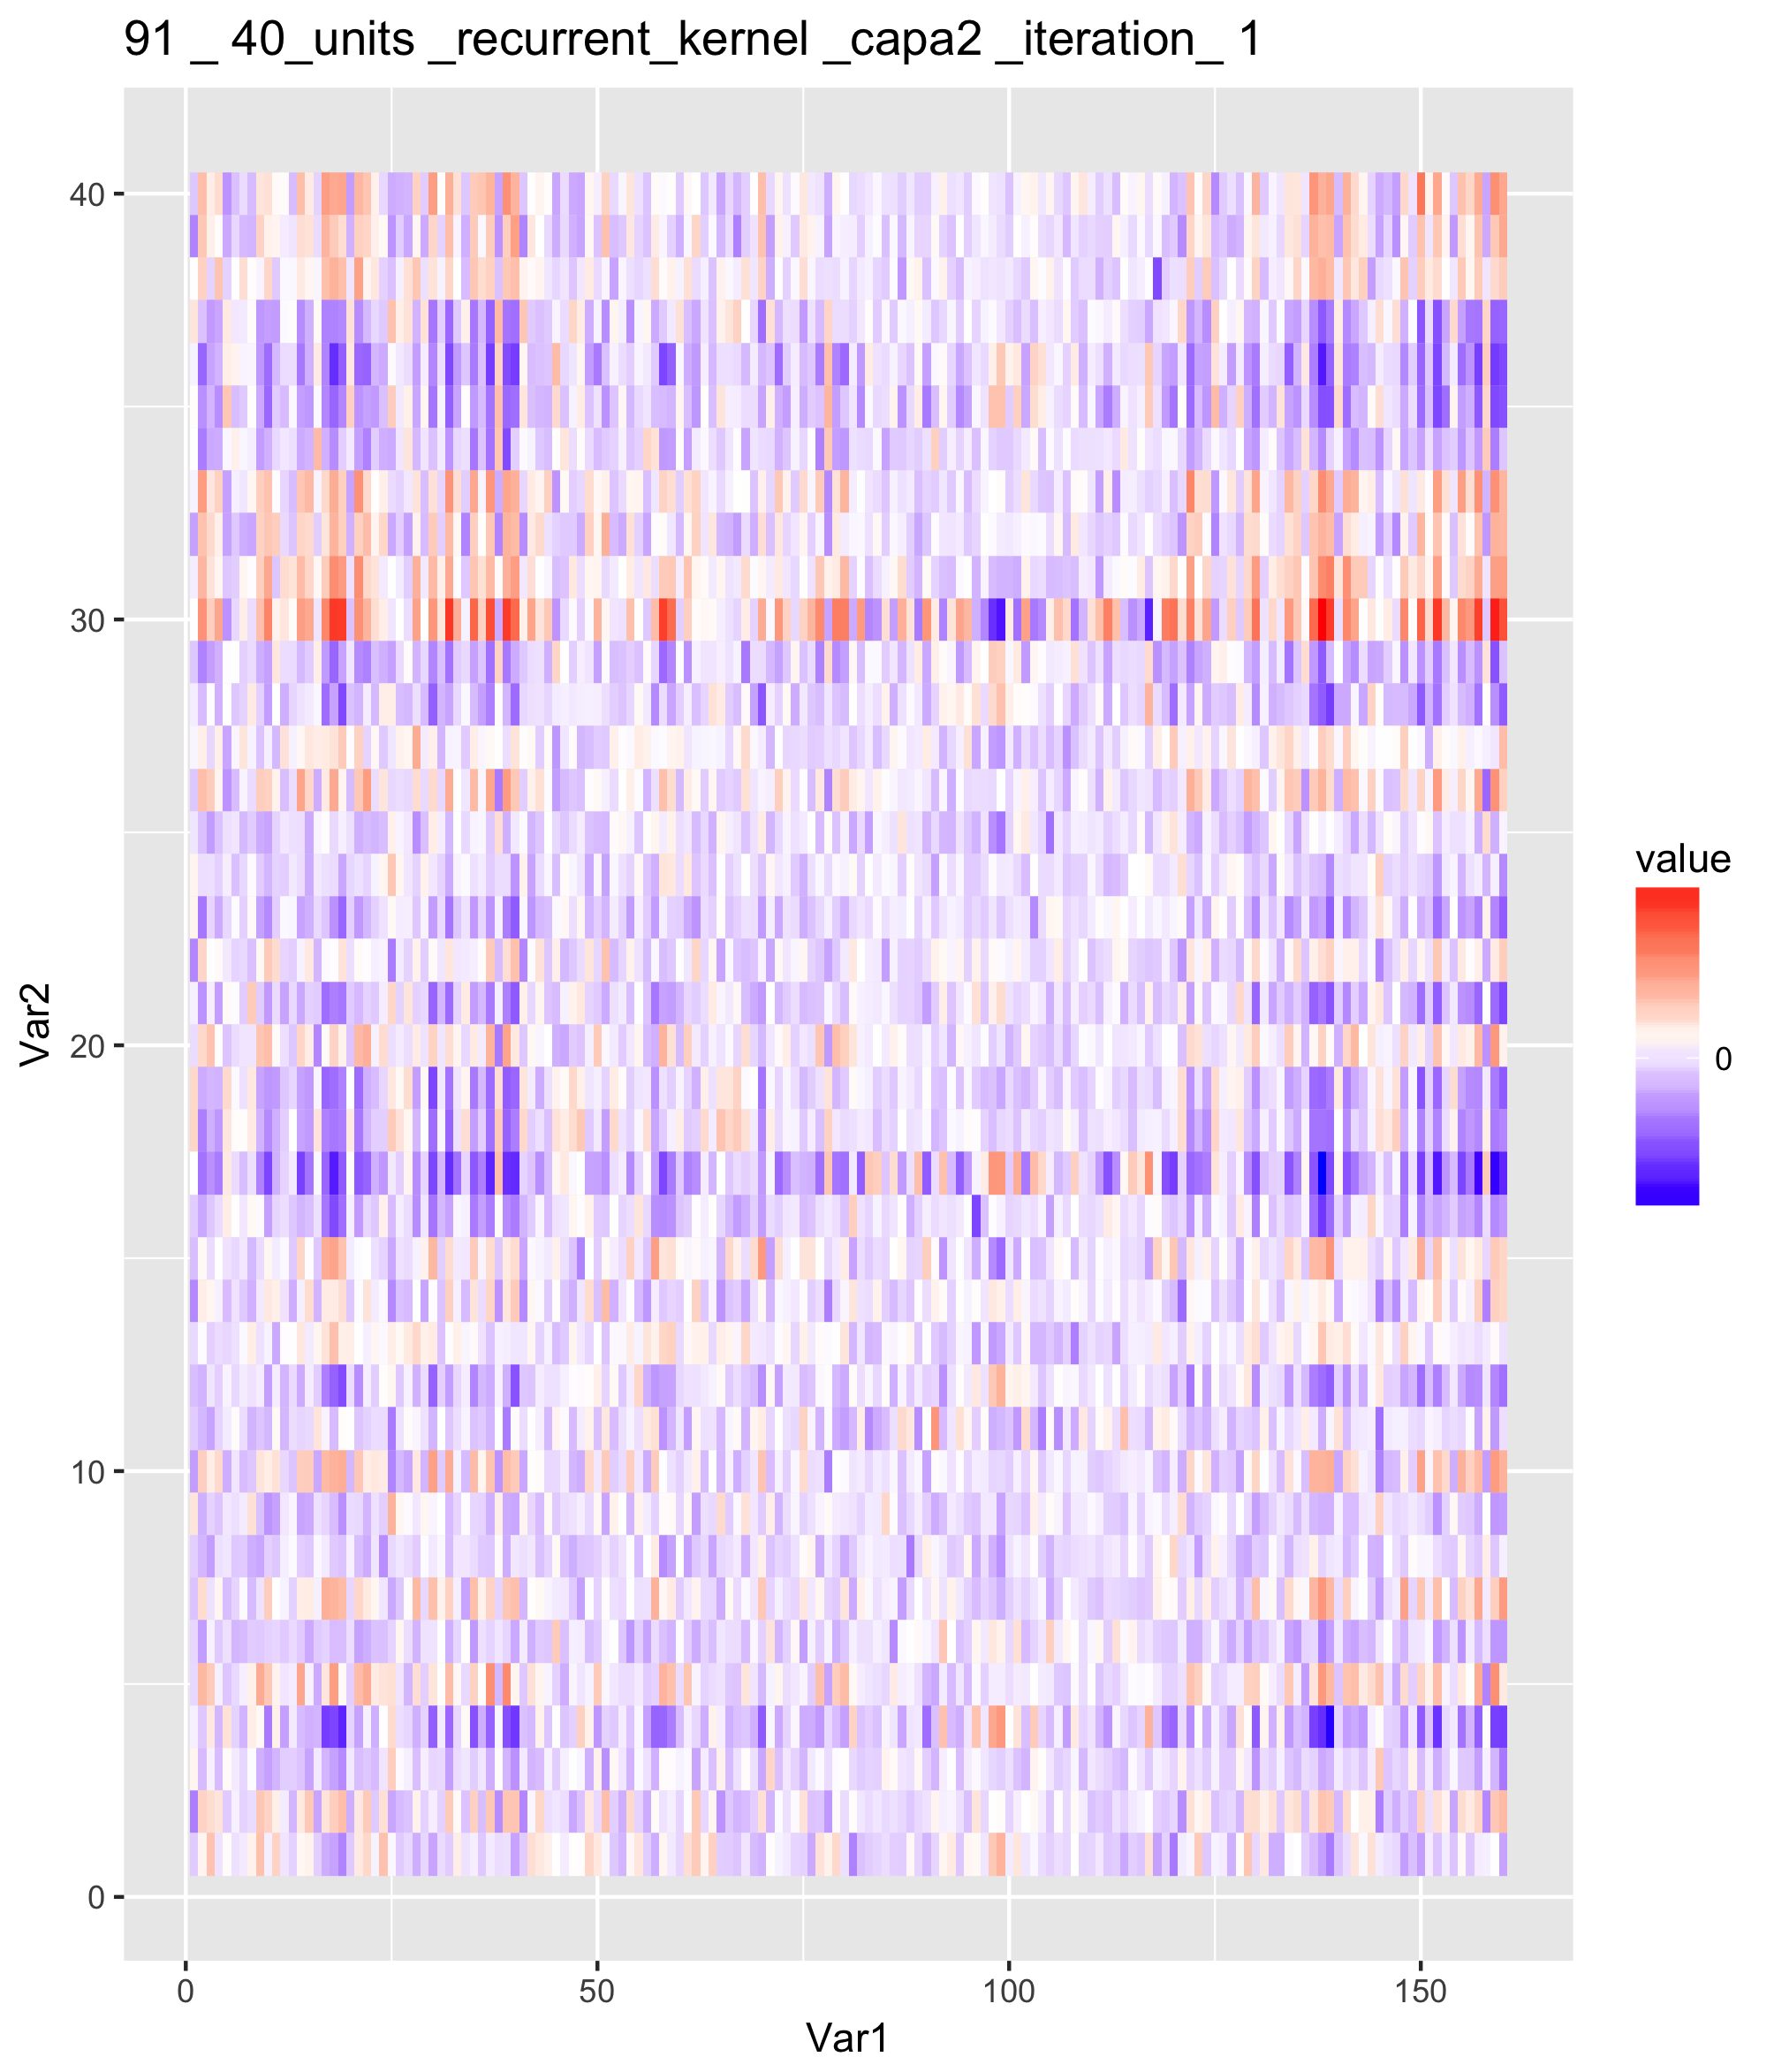 91 _ 40_units _recurrent_kernel _capa2 _iteration_ 1
40
30
20
10
0
Var2
0 50 100 150
Var1
value
0